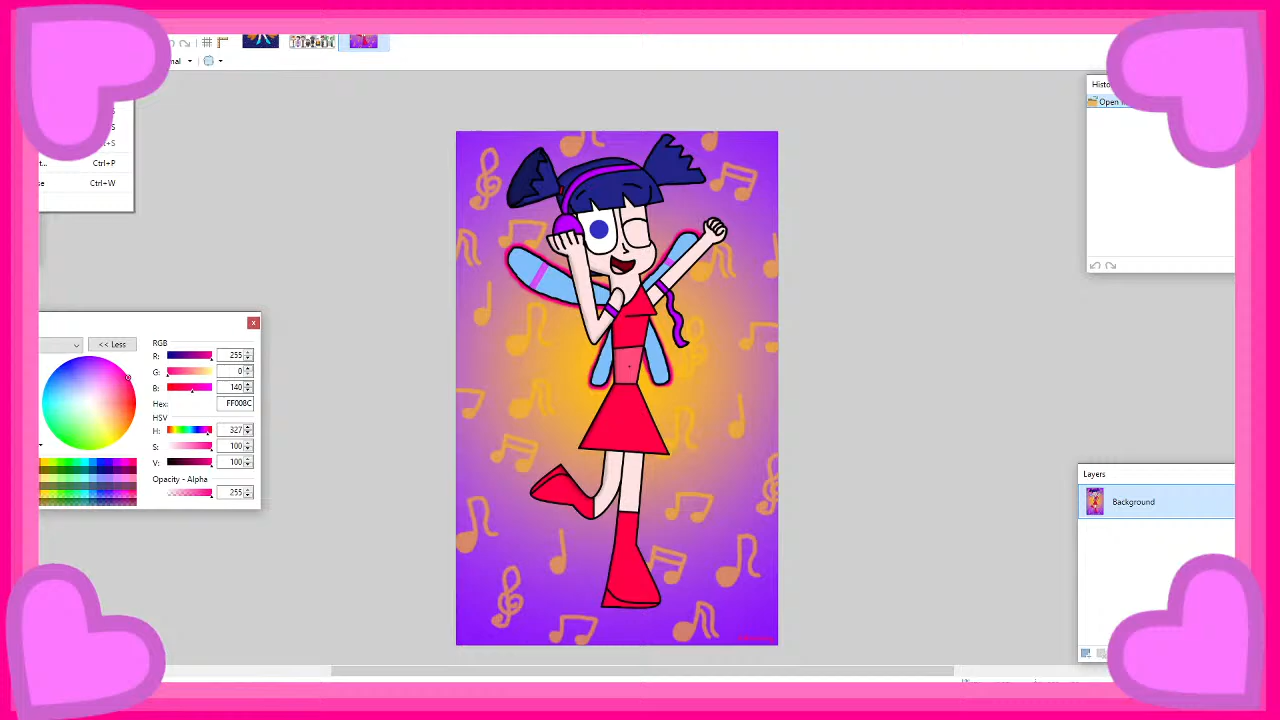 Histo
Open I
Ctrl+P
Ctrl+W
<< Less
RGB
R: 255
G: 0
B: 140
Hex: FF008C
HSV
H: 327
S: 100
V: 100
Opacity - Alpha
255
Layers
Background